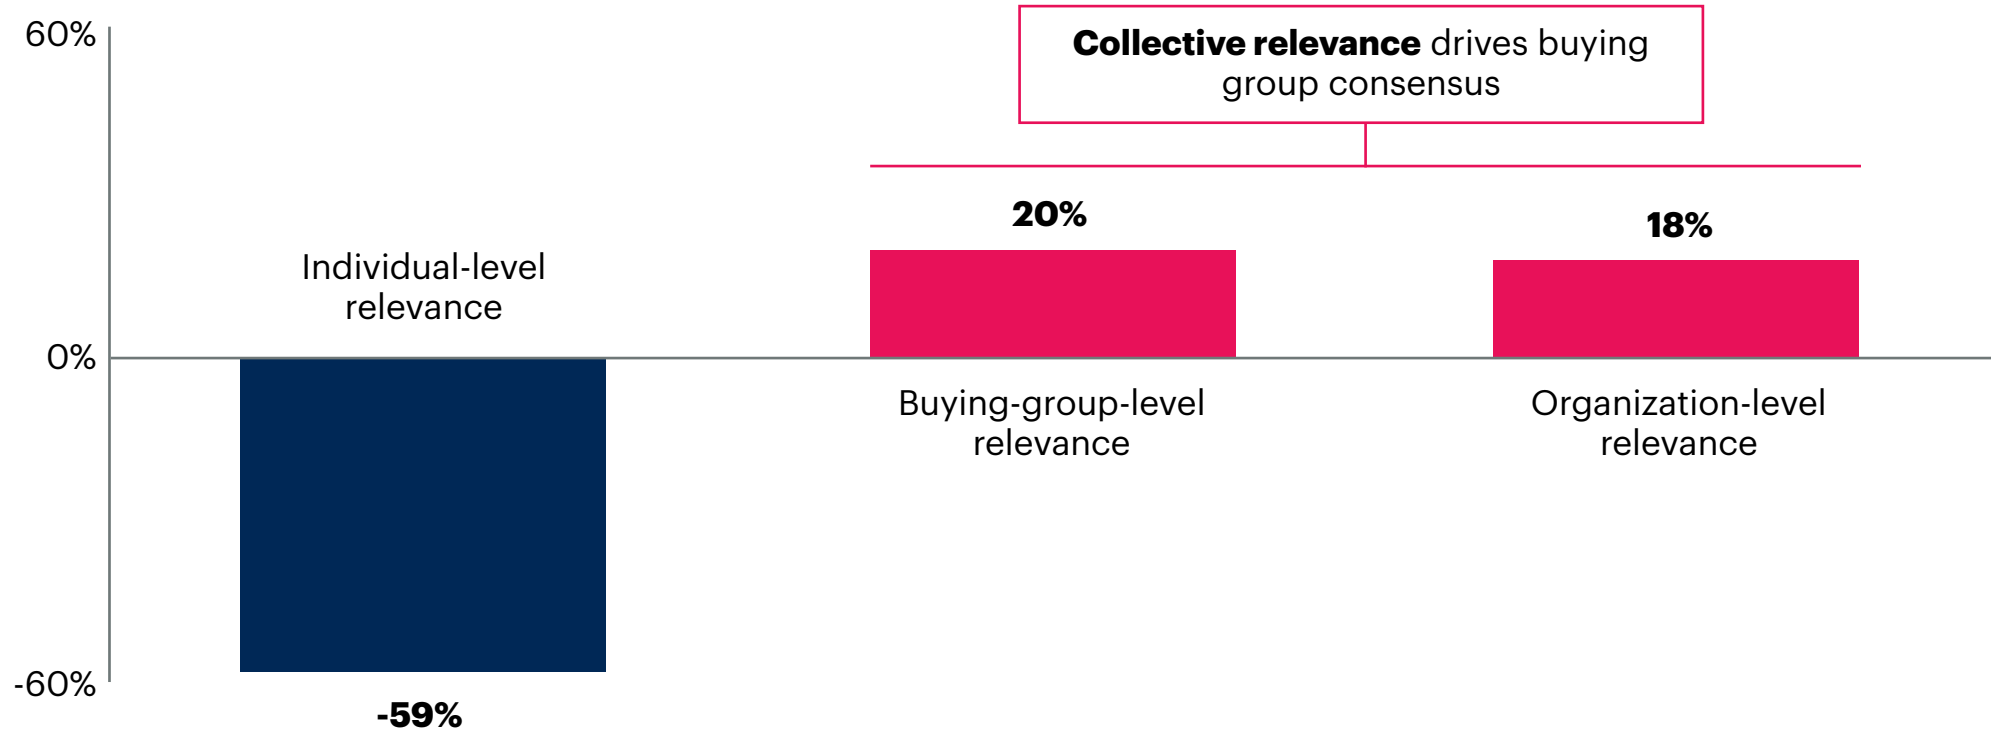 60%
Collective relevance drives buying
group consensus
20%
18%
Individual-level
relevance
0%
Buying-group-level
relevance
Organization-level
relevance
-60%
-59%